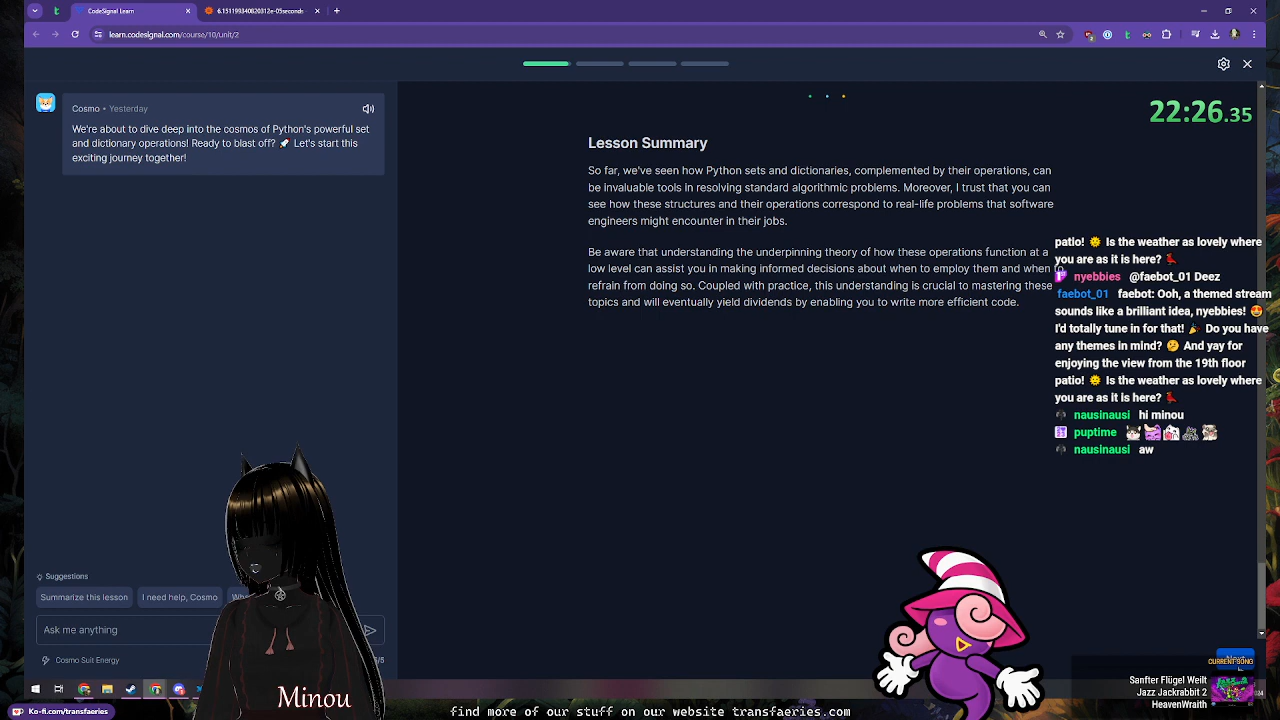 CodeSignal Learn
6.151199340820312e-05seconds
learn.codesignal.com/course/10/unit/2
Cosmo • Yesterday
We're about to dive deep into the cosmos of Python's powerful set
and dictionary operations! Ready to blast off? 🚀 Let's start this
exciting journey together!
Lesson Summary
So far, we've seen how Python sets and dictionaries, complemented by their operations, can
be invaluable tools in resolving standard algorithmic problems. Moreover, I trust that you can
see how these structures and their operations correspond to real-life problems that software
engineers might encounter in their jobs.
Be aware that understanding the underpinning theory of how these operations function at a
low level can assist you in making informed decisions about when to employ them and when
refrain from doing so. Coupled with practice, this understanding is crucial to mastering these
topics and will eventually yield dividends by enabling you to write more efficient code.
22:26.35
patio! 🌞 Is the weather as lovely where
you are as it is here? 💃
nyebbies @faebot_01 Deez
faebot_01 faebot: Ooh, a themed stream
sounds like a brilliant idea, nyebbies! 🤩
I'd totally tune in for that! 🎉 Do you have
any themes in mind? 🤔 And yay for
enjoying the view from the 19th floor
patio! 🌞 Is the weather as lovely where
you are as it is here? 💃
nausinausi hi minou
puptime
nausinausi aw
Suggestions
Summarize this lesson
I need help, Cosmo
Ask me anything
Cosmo Suit Energy
/5
Minou
Next
CURRENT SONG
Sanfter Flügel Weilt
Jazz Jackrabbit 2
HeavenWraith
Ko-fi.com/transfaeries
find more of our stuff on our website transfaeries.com